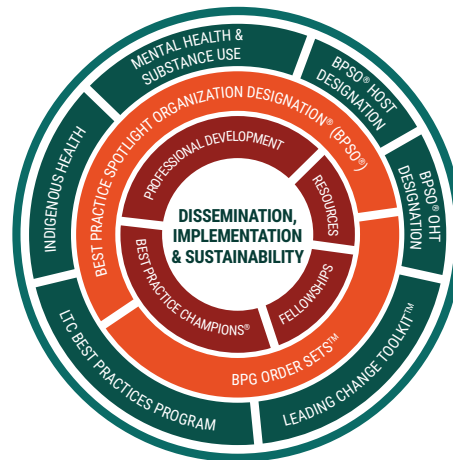 MENTAL HEALTH &
SUBSTANCE USE
BPSO® HOST
DESIGNATION
BPSO® OHT
DESIGNATION
LEADING CHANGE TOOLKIT™
LTC BEST PRACTICES PROGRAM
INDIGENOUS HEALTH
BEST PRACTICE SPOTLIGHT ORGANIZATION DESIGNATION® (BPSO®)
BPG ORDER SETS™
PROFESSIONAL DEVELOPMENT
RESOURCES
FELLOWSHIPS
BEST PRACTICE CHAMPIONS®
DISSEMINATION,
IMPLEMENTATION
& SUSTAINABILITY